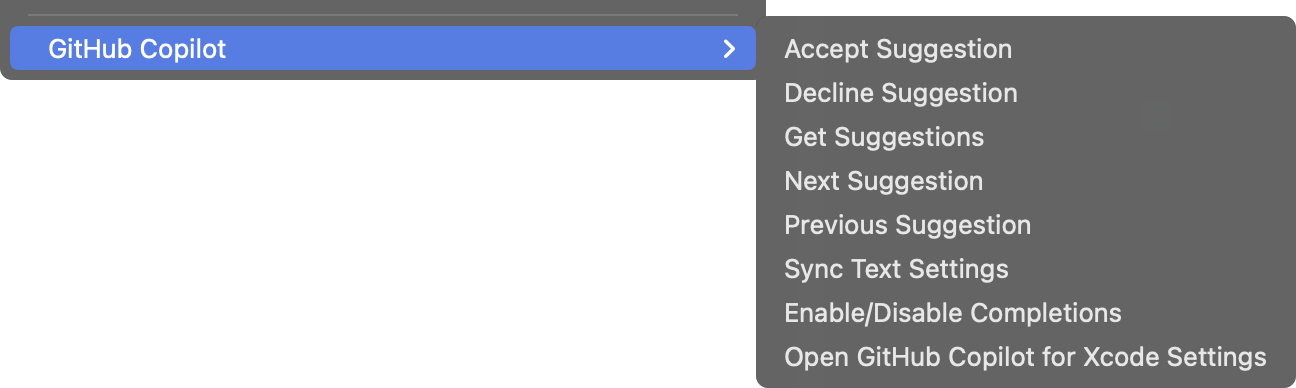 GitHub Copilot
Accept Suggestion
Decline Suggestion
Get Suggestions
Next Suggestion
Previous Suggestion
Sync Text Settings
Enable/Disable Completions
Open GitHub Copilot for Xcode Settings